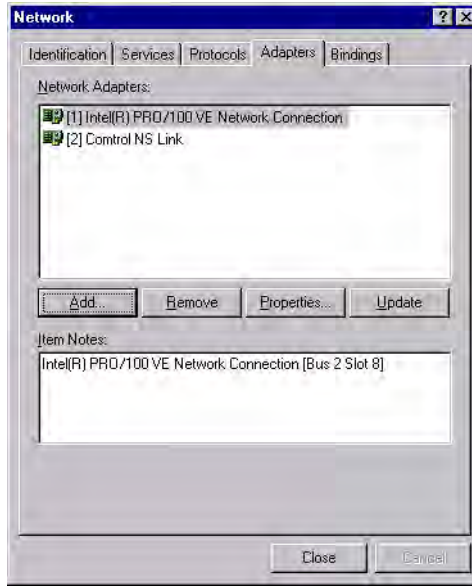 Network
Identification Services Protocols Adapters Bindings
Network Adapters:
[1] Intel(R) PRO/100 VE Network Connection
[2] Comtrol NS Link
Add... Remove Properties... Update
Item Notes:
Intel(R) PRO/100 VE Network Connection [Bus 2 Slot 8]
Close Cancel